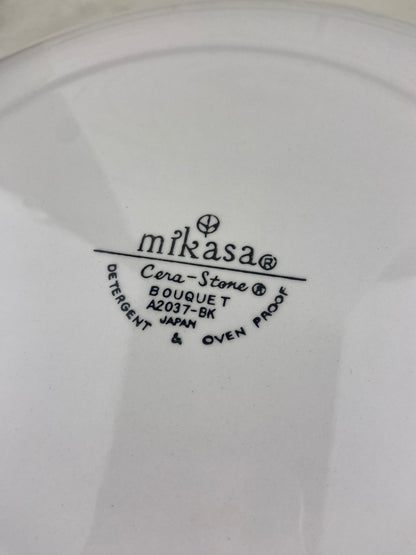 mikasa®
Cera-Stone®
BOUQUET
A2037-BK
JAPAN
DETERGENT & OVEN PROOF